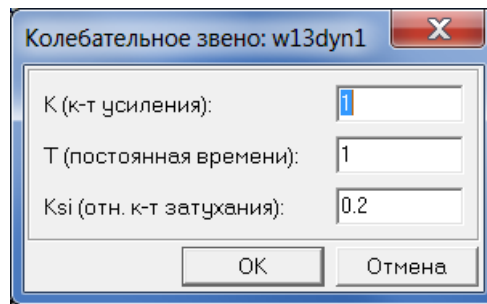 Колебательное звено: w13dyn1
K (к-т усиления): 1
T (постоянная времени): 1
Ksi (отн. к-т затухания): 0.2
OK Отмена